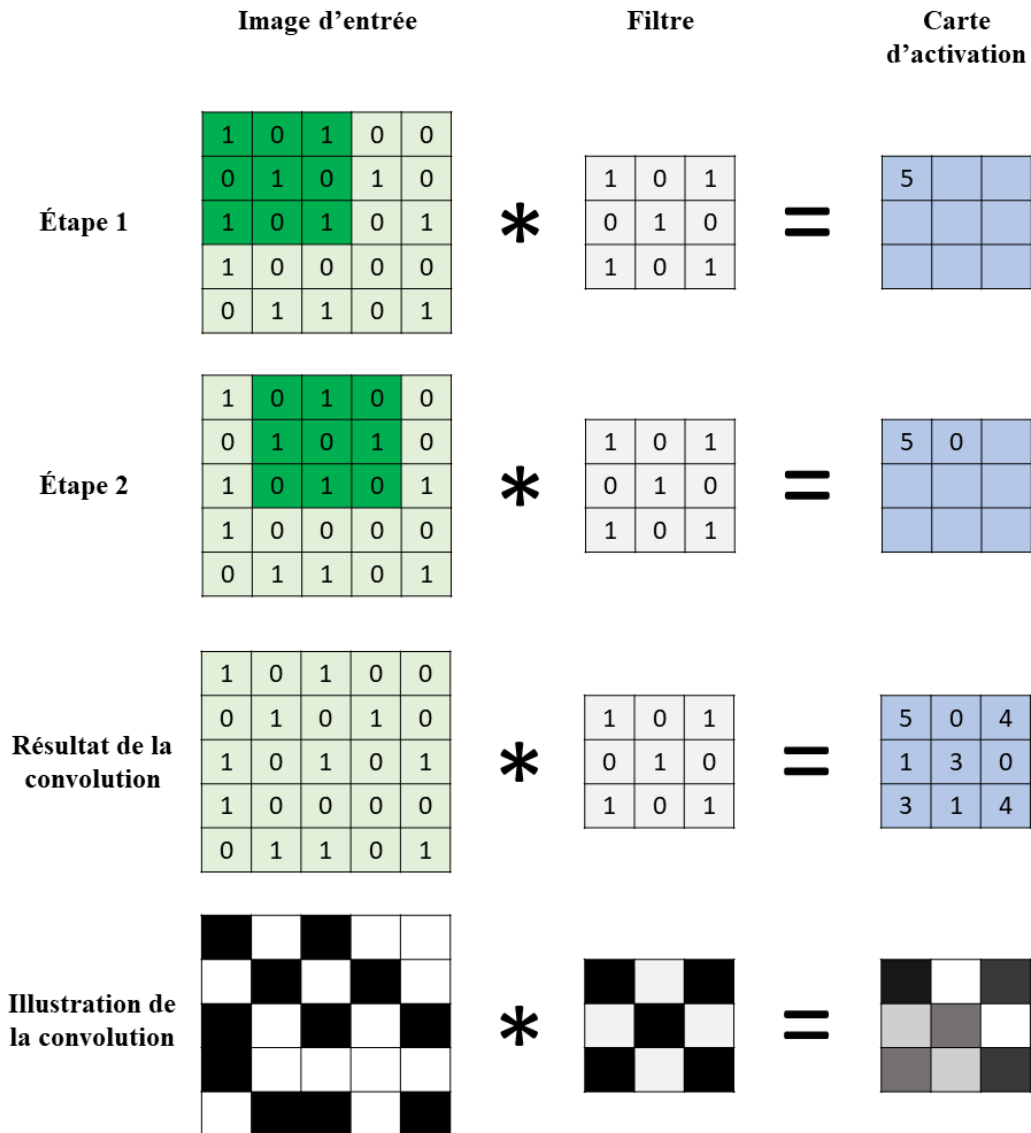 Image d'entrée Filtre Carte
d'activation
1 0 1 0 0
0 1 0 1 0 1 0 1 5
Étape 1 1 0 1 0 1 * 0 1 0 =
1 0 0 0 0 1 0 1
0 1 1 0 1
1 0 1 0 0
0 1 0 1 0 1 0 1 5 0
Étape 2 1 0 1 0 1 * 0 1 0 =
1 0 0 0 0 1 0 1
0 1 1 0 1
1 0 1 0 0
0 1 0 1 0 1 0 1 5 0 4
Résultat de la
convolution
1 0 1 0 1 * 0 1 0 = 1 3 0
1 0 0 0 0 1 0 1 3 1 4
0 1 1 0 1
Illustration de
la convolution
* =